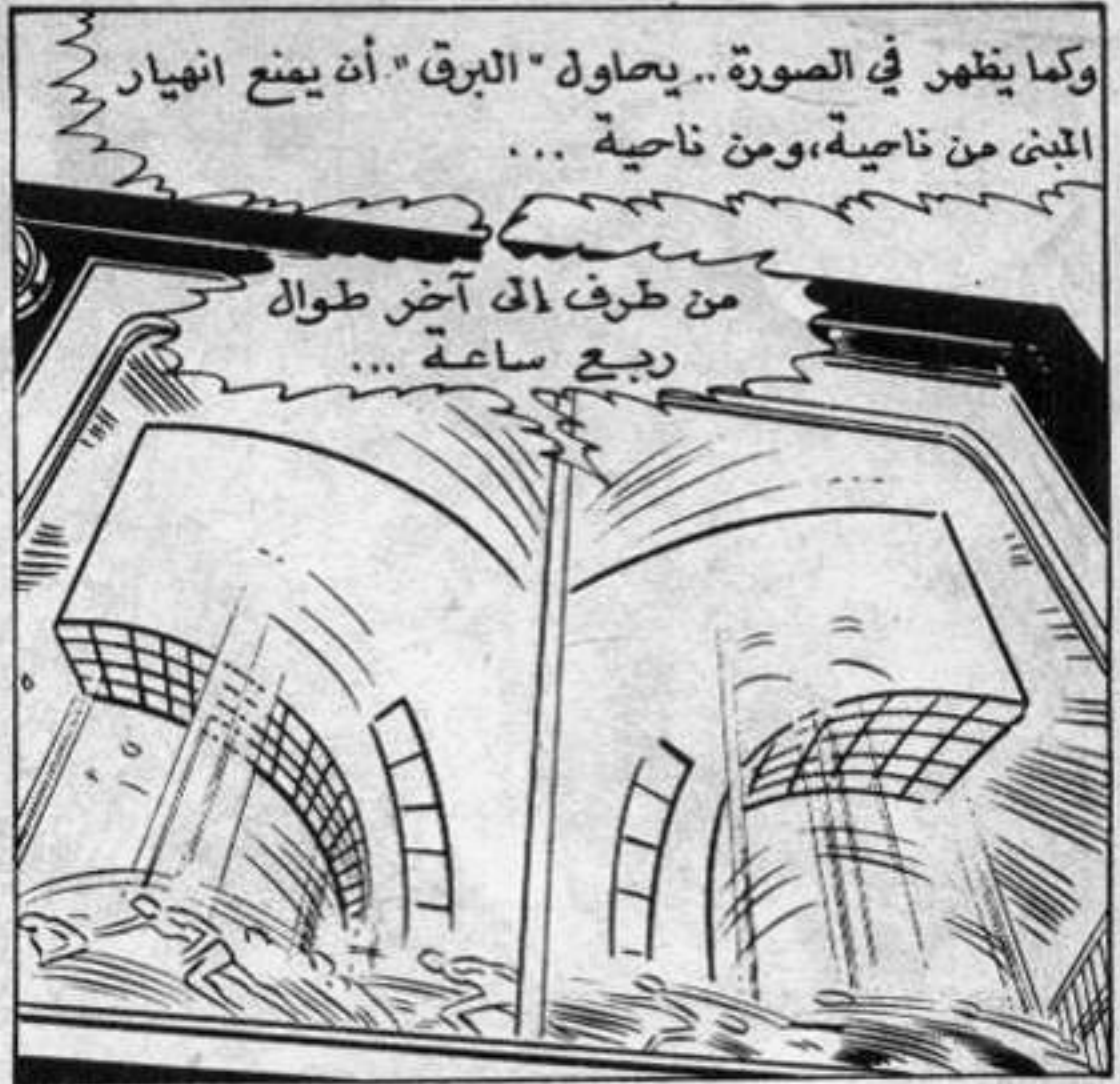 وكما يظهر في الصورة.. يحاول "البرق" أن يمنع انهيار
المبنى من ناحية، ومن ناحية ...
من طرف إلى آخر طوال
ربع ساعة ...